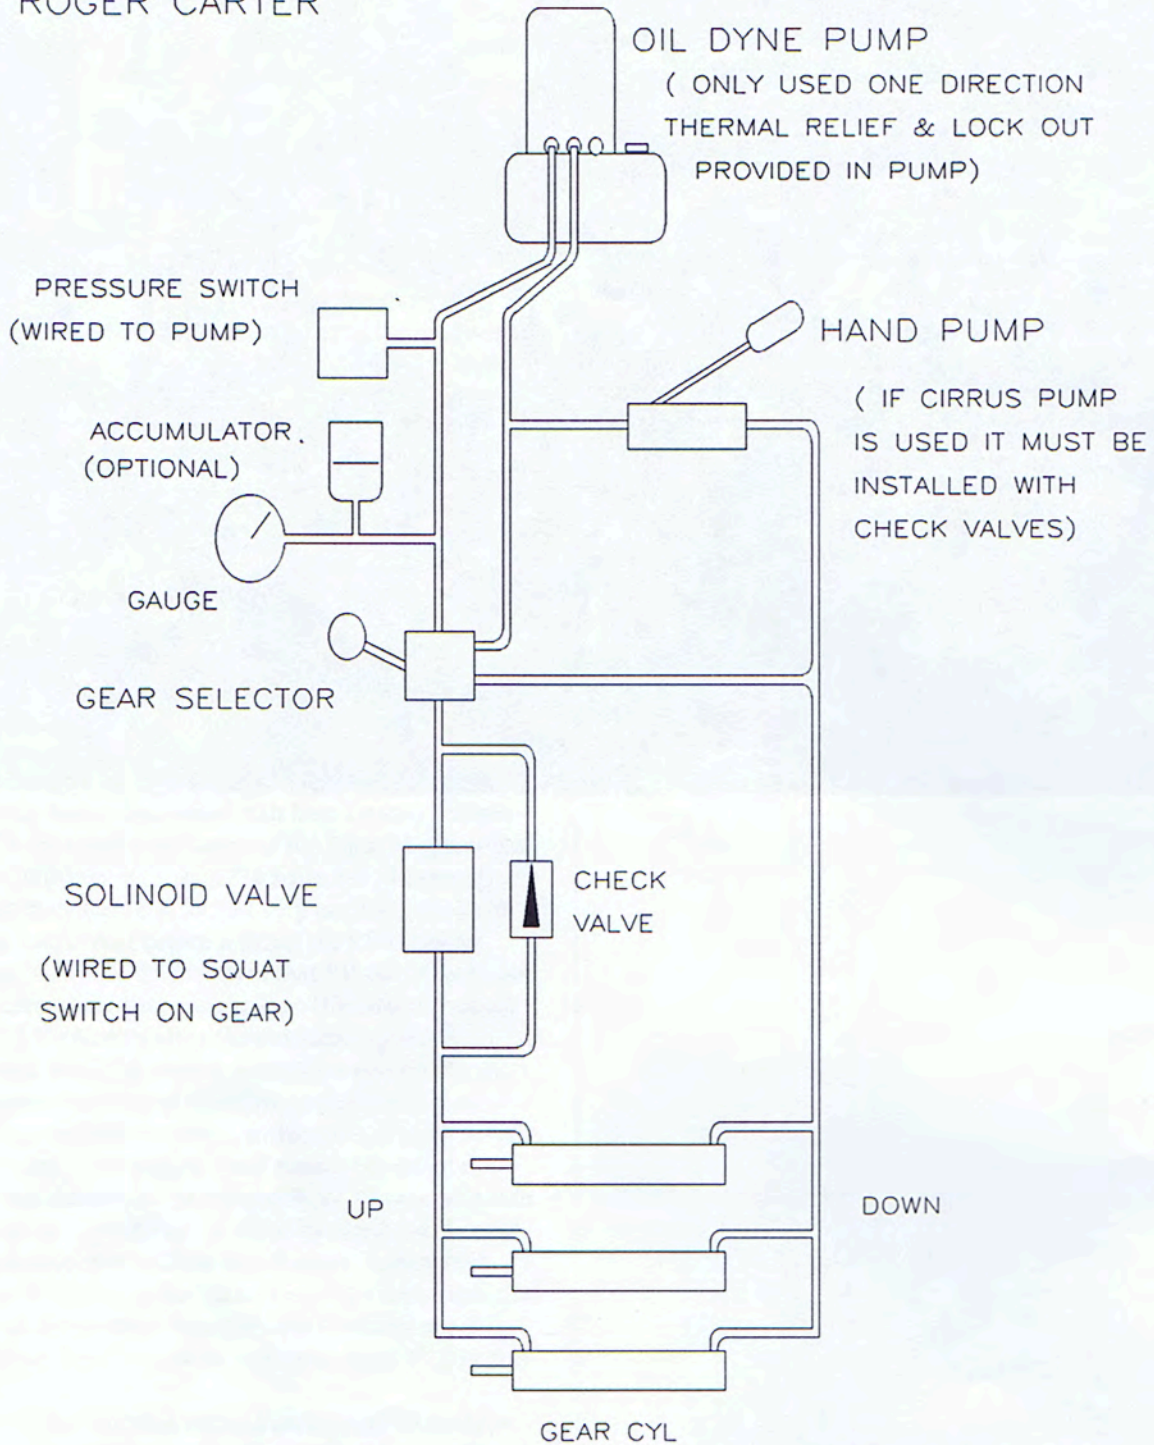 ROGER CARTER
OIL DYNE PUMP
( ONLY USED ONE DIRECTION
THERMAL RELIEF & LOCK OUT
PROVIDED IN PUMP)
PRESSURE SWITCH
(WIRED TO PUMP)
HAND PUMP
( IF CIRRUS PUMP
IS USED IT MUST BE
INSTALLED WITH
CHECK VALVES)
ACCUMULATOR
(OPTIONAL)
GAUGE
GEAR SELECTOR
SOLINOID VALVE
(WIRED TO SQUAT
SWITCH ON GEAR)
CHECK
VALVE
UP
DOWN
GEAR CYL